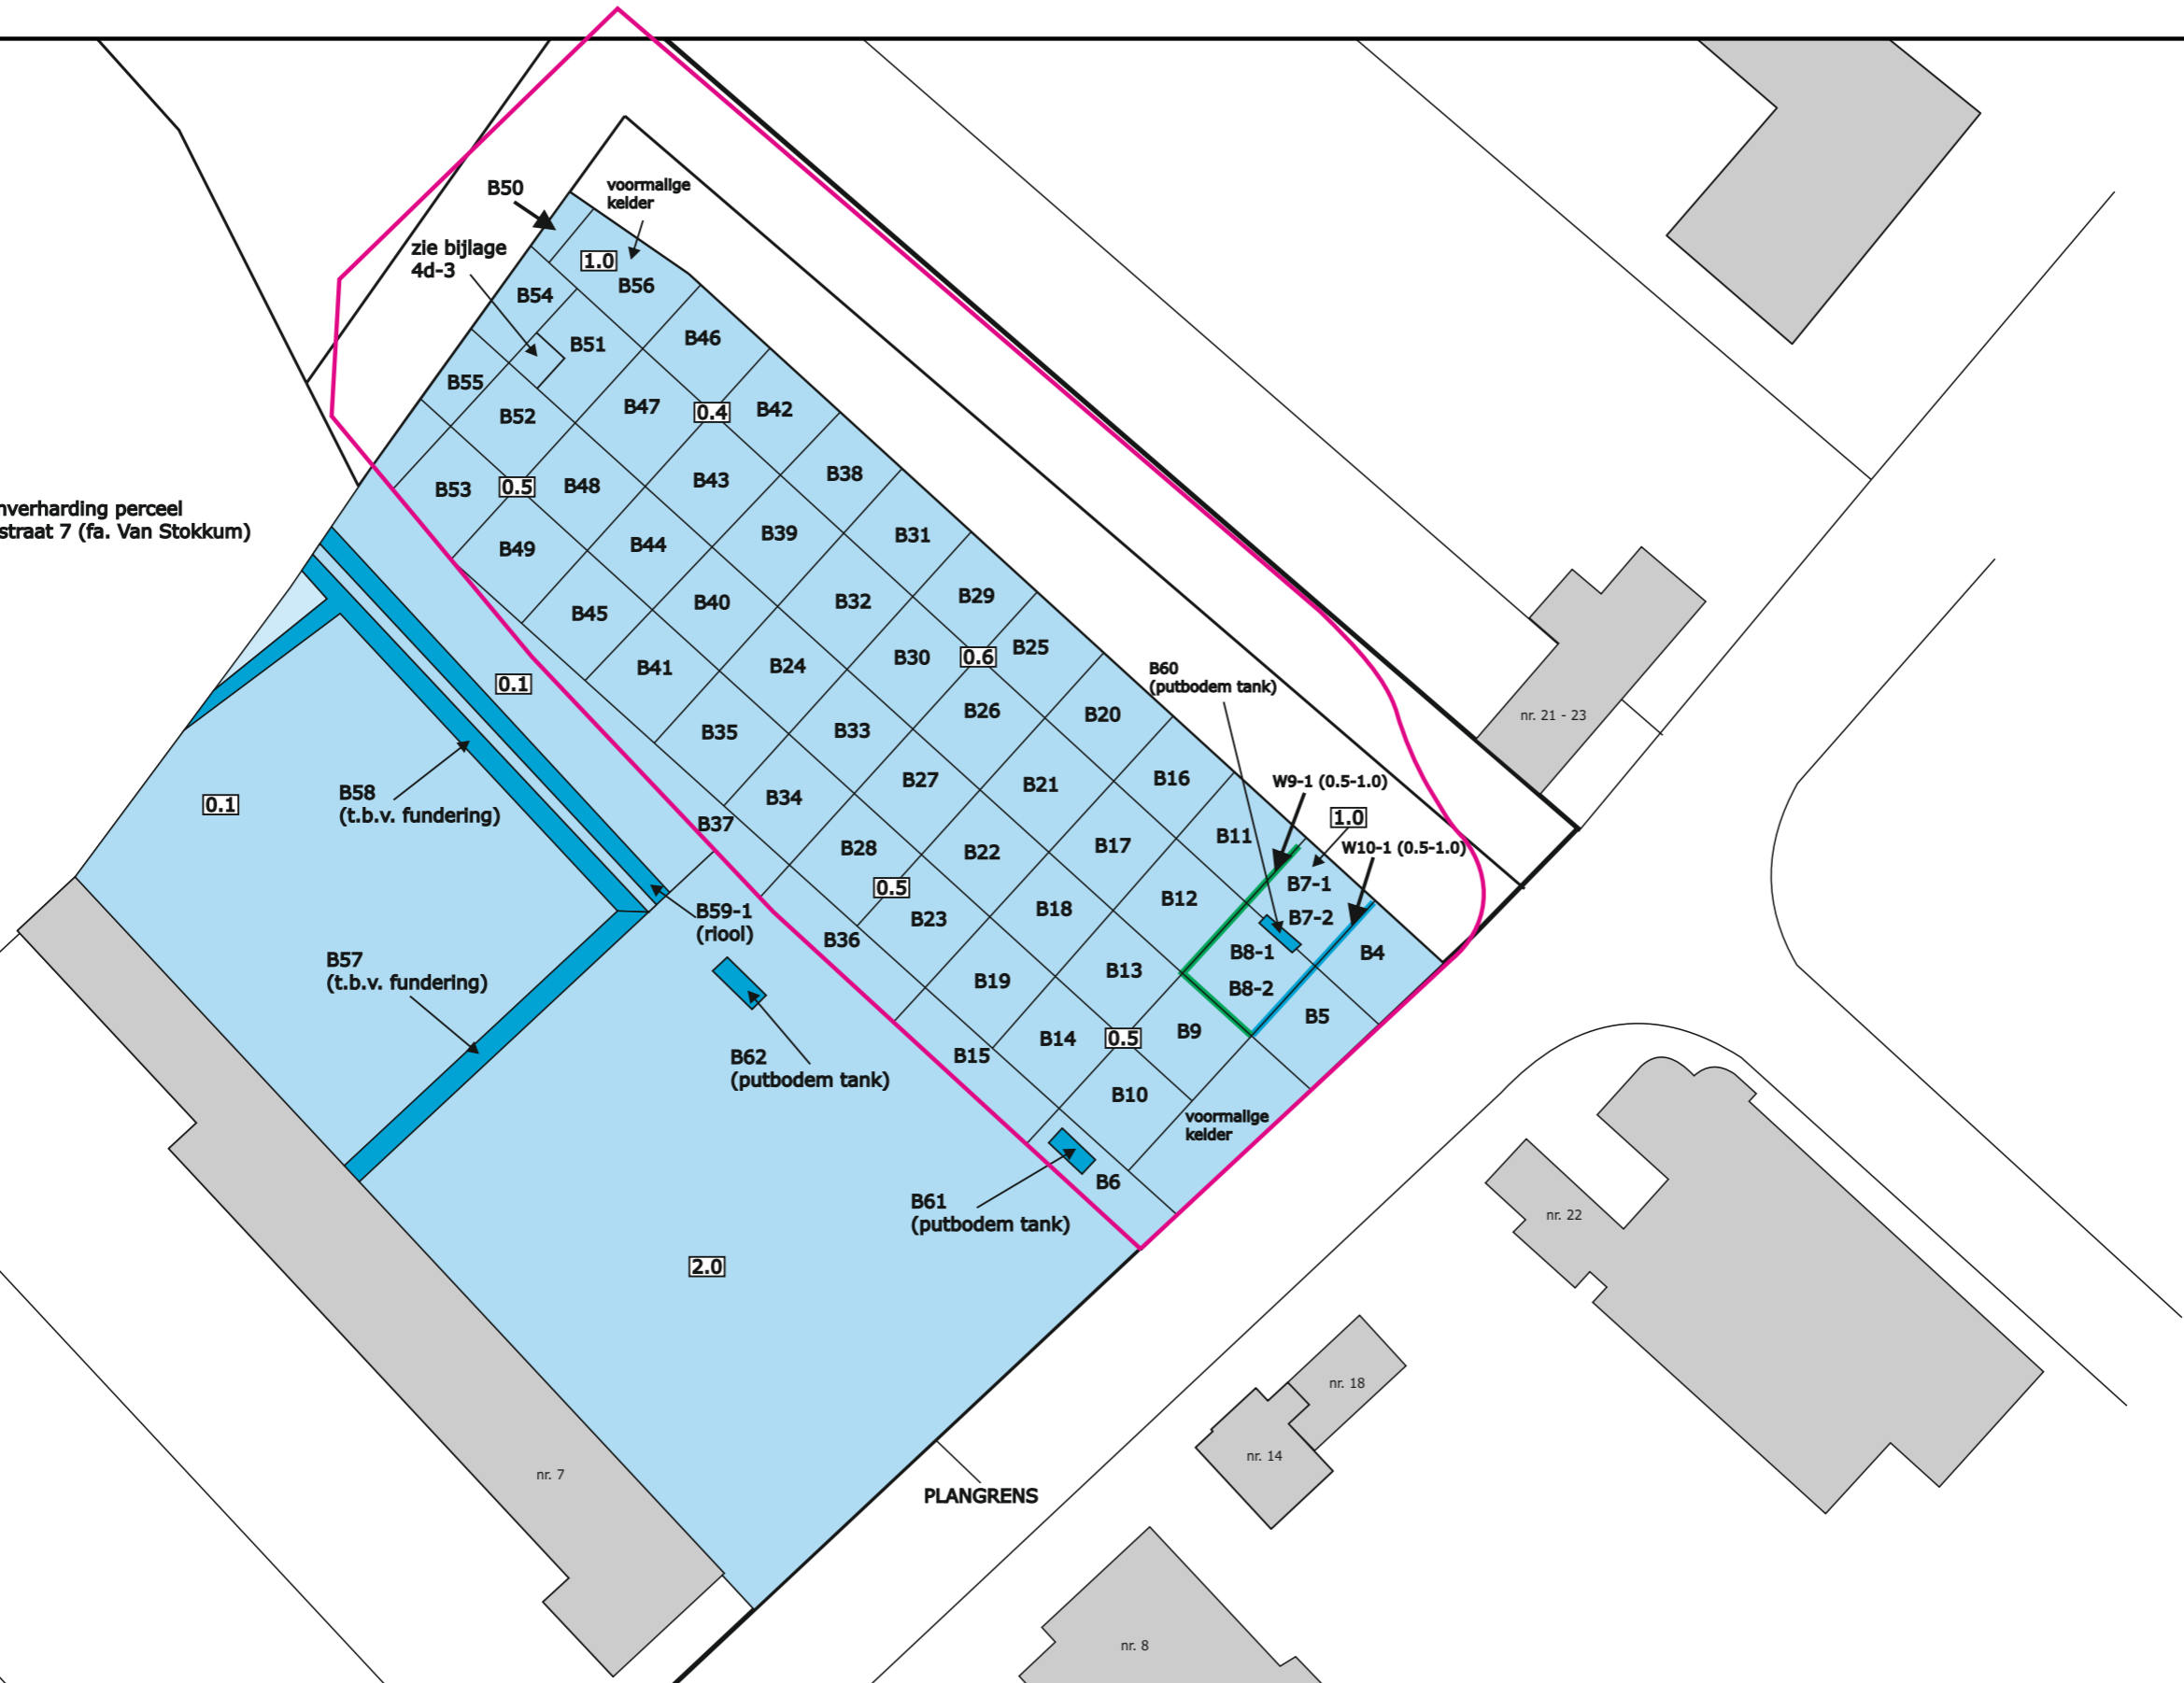 B50
voormalige
kelder
zie bijlage
4d-3
1.0
B56
B54
B51
B46
B55
B52
B47
0.4
B42
B53
0.5
B48
B43
B38
nverharding perceel
straat 7 (fa. Van Stokkum)
B49
B44
B39
B31
B45
B40
B32
B29
0.1
B41
B24
B30
0.6
B25
B60
(putbodem tank)
B35
B33
B26
B20
nr. 21 - 23
0.1
B58
(t.b.v. fundering)
B37
B34
B27
B21
B16
W9-1 (0.5-1.0)
1.0
B28
B22
B17
B11
W10-1 (0.5-1.0)
0.5
B7-1
B59-1
(riool)
B36
B23
B18
B12
B7-2
B8-1
B4
B57
(t.b.v. fundering)
B19
B13
B8-2
B5
B62
(putbodem tank)
B15
B14
0.5
B9
B10
voormalige
kelder
B61
(putbodem tank)
B6
nr. 22
2.0
nr. 18
nr. 7
nr. 14
PLANGRENS
nr. 8